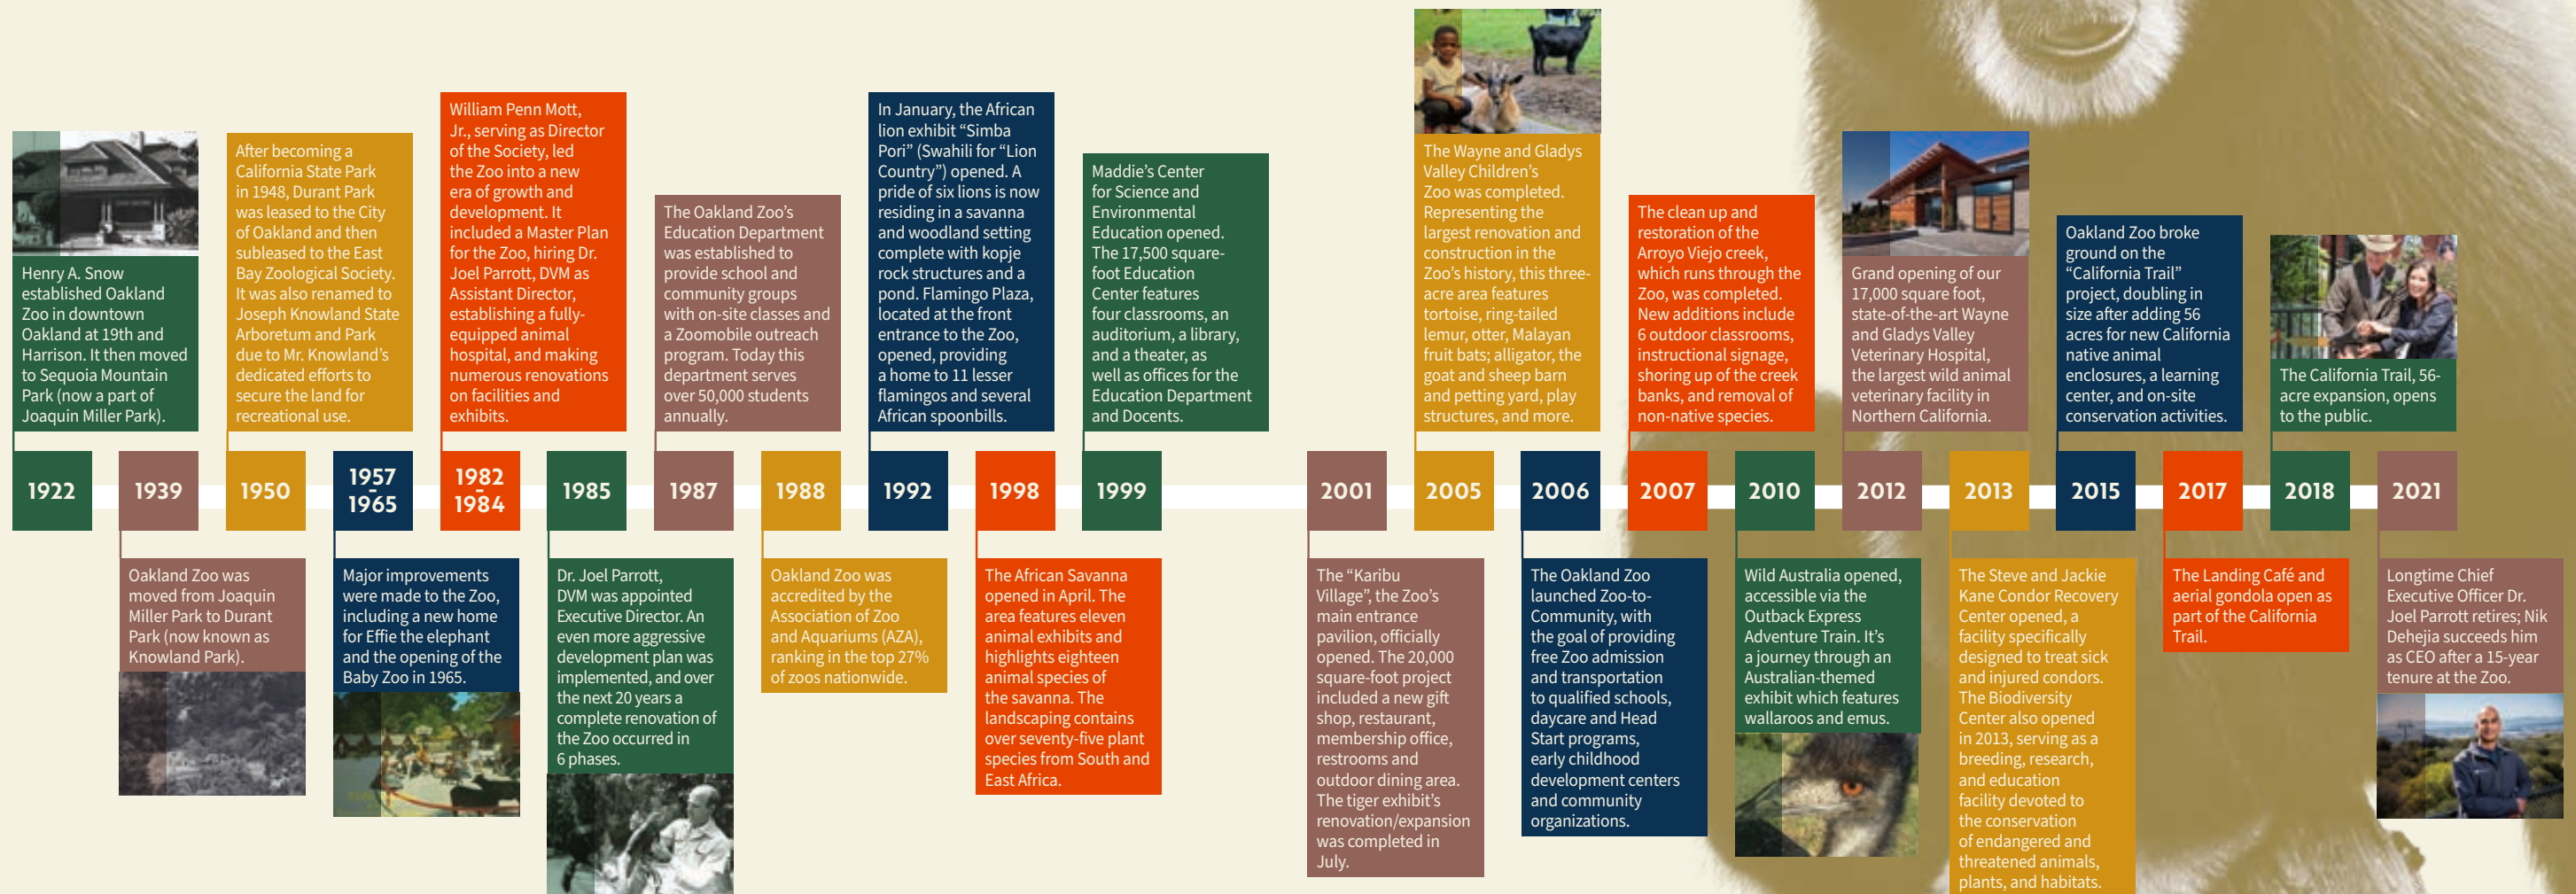 Henry A. Snow
established Oakland
Zoo in downtown
Oakland at 19th and
Harrison. It then moved
to Sequoia Mountain
Park (now a part of
Joaquin Miller Park).
1922
1939
Oakland Zoo was
moved from Joaquin
Miller Park to Durant
Park (now known as
Knowland Park).
After becoming a
California State Park
in 1948, Durant Park
was leased to the City
of Oakland and then
subleased to the East
Bay Zoological Society.
It was also renamed to
Joseph Knowland State
Arboretum and Park
due to Mr. Knowland’s
dedicated efforts to
secure the land for
recreational use.
1950
1957
–
1965
Major improvements
were made to the Zoo,
including a new home
for Effie the elephant
and the opening of the
Baby Zoo in 1965.
William Penn Mott,
Jr., serving as Director
of the Society, led
the Zoo into a new
era of growth and
development. It
included a Master Plan
for the Zoo, hiring Dr.
Joel Parrott, DVM as
Assistant Director,
establishing a fully-
equipped animal
hospital, and making
numerous renovations
on facilities and
exhibits.
1982
–
1984
1985
Dr. Joel Parrott,
DVM was appointed
Executive Director. An
even more aggressive
development plan was
implemented, and over
the next 20 years a
complete renovation of
the Zoo occurred in
6 phases.
The Oakland Zoo’s
Education Department
was established to
provide school and
community groups
with on-site classes and
a Zoomobile outreach
program. Today this
department serves
over 50,000 students
annually.
1987
1988
Oakland Zoo was
accredited by the
Association of Zoo
and Aquariums (AZA),
ranking in the top 27%
of zoos nationwide.
In January, the African
lion exhibit “Simba
Pori” (Swahili for “Lion
Country”) opened. A
pride of six lions is now
residing in a savanna
and woodland setting
complete with kopje
rock structures and a
pond. Flamingo Plaza,
located at the front
entrance to the Zoo,
opened, providing
a home to 11 lesser
flamingos and several
African spoonbills.
1992
1998
The African Savanna
opened in April. The
area features eleven
animal exhibits and
highlights eighteen
animal species of
the savanna. The
landscaping contains
over seventy-five plant
species from South and
East Africa.
Maddie’s Center
for Science and
Environmental
Education opened.
The 17,500 square-
foot Education
Center features
four classrooms, an
auditorium, a library,
and a theater, as
well as offices for the
Education Department
and Docents.
1999
2001
The “Karibu
Village”, the Zoo’s
main entrance
pavilion, officially
opened. The 20,000
square-foot project
included a new gift
shop, restaurant,
membership office,
restrooms and
outdoor dining area.
The tiger exhibit’s
renovation/expansion
was completed in
July.
The Wayne and Gladys
Valley Children’s
Zoo was completed.
Representing the
largest renovation and
construction in the
Zoo’s history, this three-
acre area features
tortoise, ring-tailed
lemur, otter, Malayan
fruit bats; alligator, the
goat and sheep barn
and petting yard, play
structures, and more.
2005
2006
The Oakland Zoo
launched Zoo-to-
Community, with
the goal of providing
free Zoo admission
and transportation
to qualified schools,
daycare and Head
Start programs,
early childhood
development centers
and community
organizations.
The clean up and
restoration of the
Arroyo Viejo creek,
which runs through the
Zoo, was completed.
New additions include
6 outdoor classrooms,
instructional signage,
shoring up of the creek
banks, and removal of
non-native species.
2007
2010
Wild Australia opened,
accessible via the
Outback Express
Adventure Train. It’s
a journey through an
Australian-themed
exhibit which features
wallaroos and emus.
Grand opening of our
17,000 square foot,
state-of-the-art Wayne
and Gladys Valley
Veterinary Hospital,
the largest wild animal
veterinary facility in
Northern California.
2012
2013
The Steve and Jackie
Kane Condor Recovery
Center opened, a
facility specifically
designed to treat sick
and injured condors.
The Biodiversity
Center also opened
in 2013, serving as a
breeding, research,
and education
facility devoted to
the conservation
of endangered and
threatened animals,
plants, and habitats.
Oakland Zoo broke
ground on the
“California Trail”
project, doubling in
size after adding 56
acres for new California
native animal
enclosures, a learning
center, and on-site
conservation activities.
2015
2017
The Landing Café and
aerial gondola open as
part of the California
Trail.
The California Trail, 56-
acre expansion, opens
to the public.
2018
2021
Longtime Chief
Executive Officer Dr.
Joel Parrott retires; Nik
Dehejia succeeds him
as CEO after a 15-year
tenure at the Zoo.